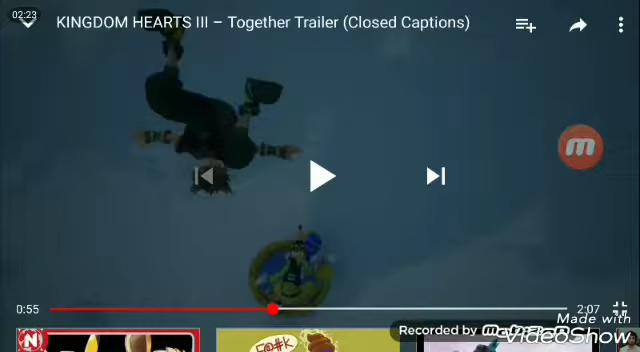 02:23
KINGDOM HEARTS III – Together Trailer (Closed Captions)
m
0:55
2:07
Made with
Recorded by
VideoShow
N
F@#K